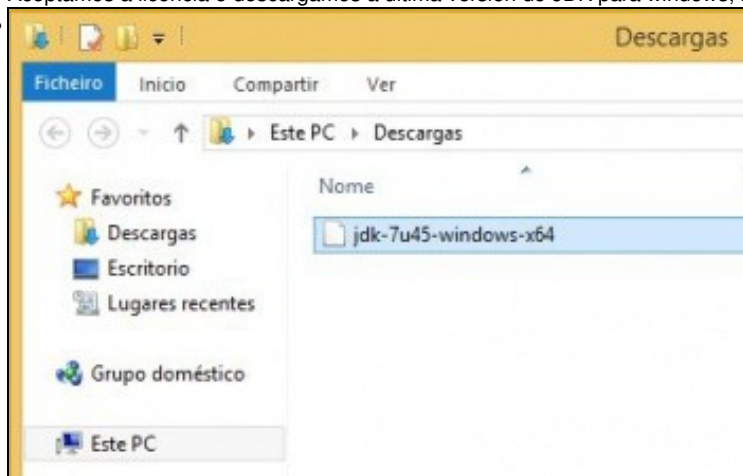 Descargas
Ficheiro Inicio Compartir Ver
Este PC Descargas
Nome
Favoritos
jdk-7u45-windows-x64
Descargas
Escritorio
Lugares recentes
Grupo doméstico
Este PC